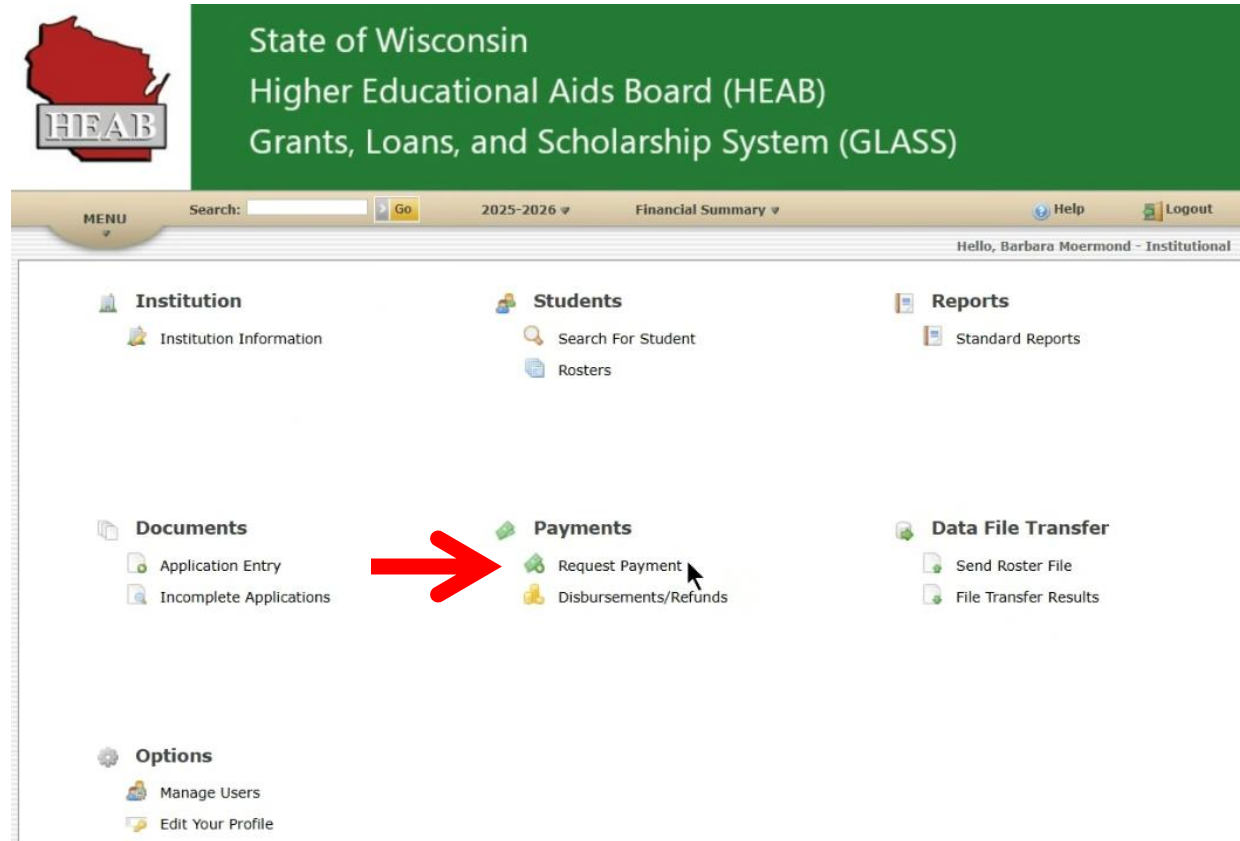 HEAB
State of Wisconsin
Higher Educational Aids Board (HEAB)
Grants, Loans, and Scholarship System (GLASS)
MENU
Search:
Go
2025-2026
Financial Summary
Help
Logout
Hello, Barbara Moermond - Institutional
Institution
Institution Information
Students
Search For Student
Rosters
Reports
Standard Reports
Documents
Application Entry
Incomplete Applications
Payments
Request Payment
Disbursements/Refunds
Data File Transfer
Send Roster File
File Transfer Results
Options
Manage Users
Edit Your Profile